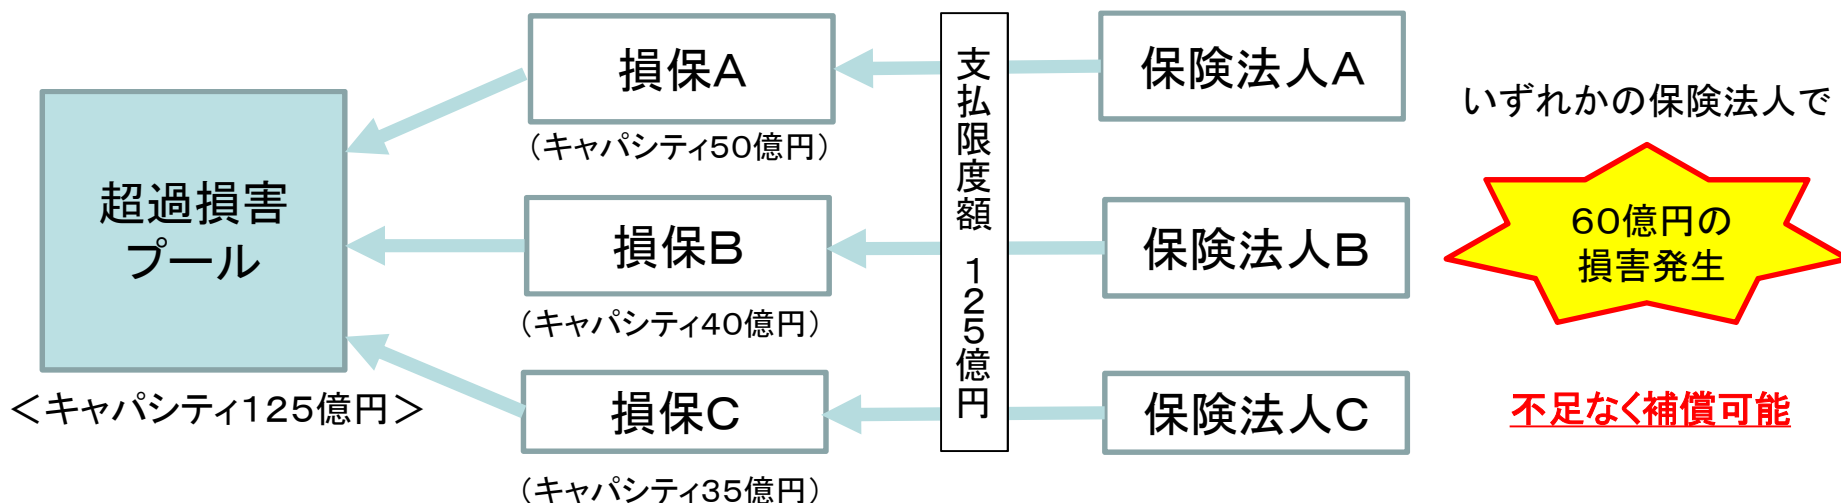 超過損害
プール
＜キャパシティ１２５億円＞
損保Ａ
（キャパシティ５０億円）
損保Ｂ
（キャパシティ４０億円）
損保Ｃ
（キャパシティ３５億円）
支払限度額 １２５億円
保険法人Ａ
保険法人Ｂ
保険法人Ｃ
いずれかの保険法人で
６０億円の
損害発生
不足なく補償可能